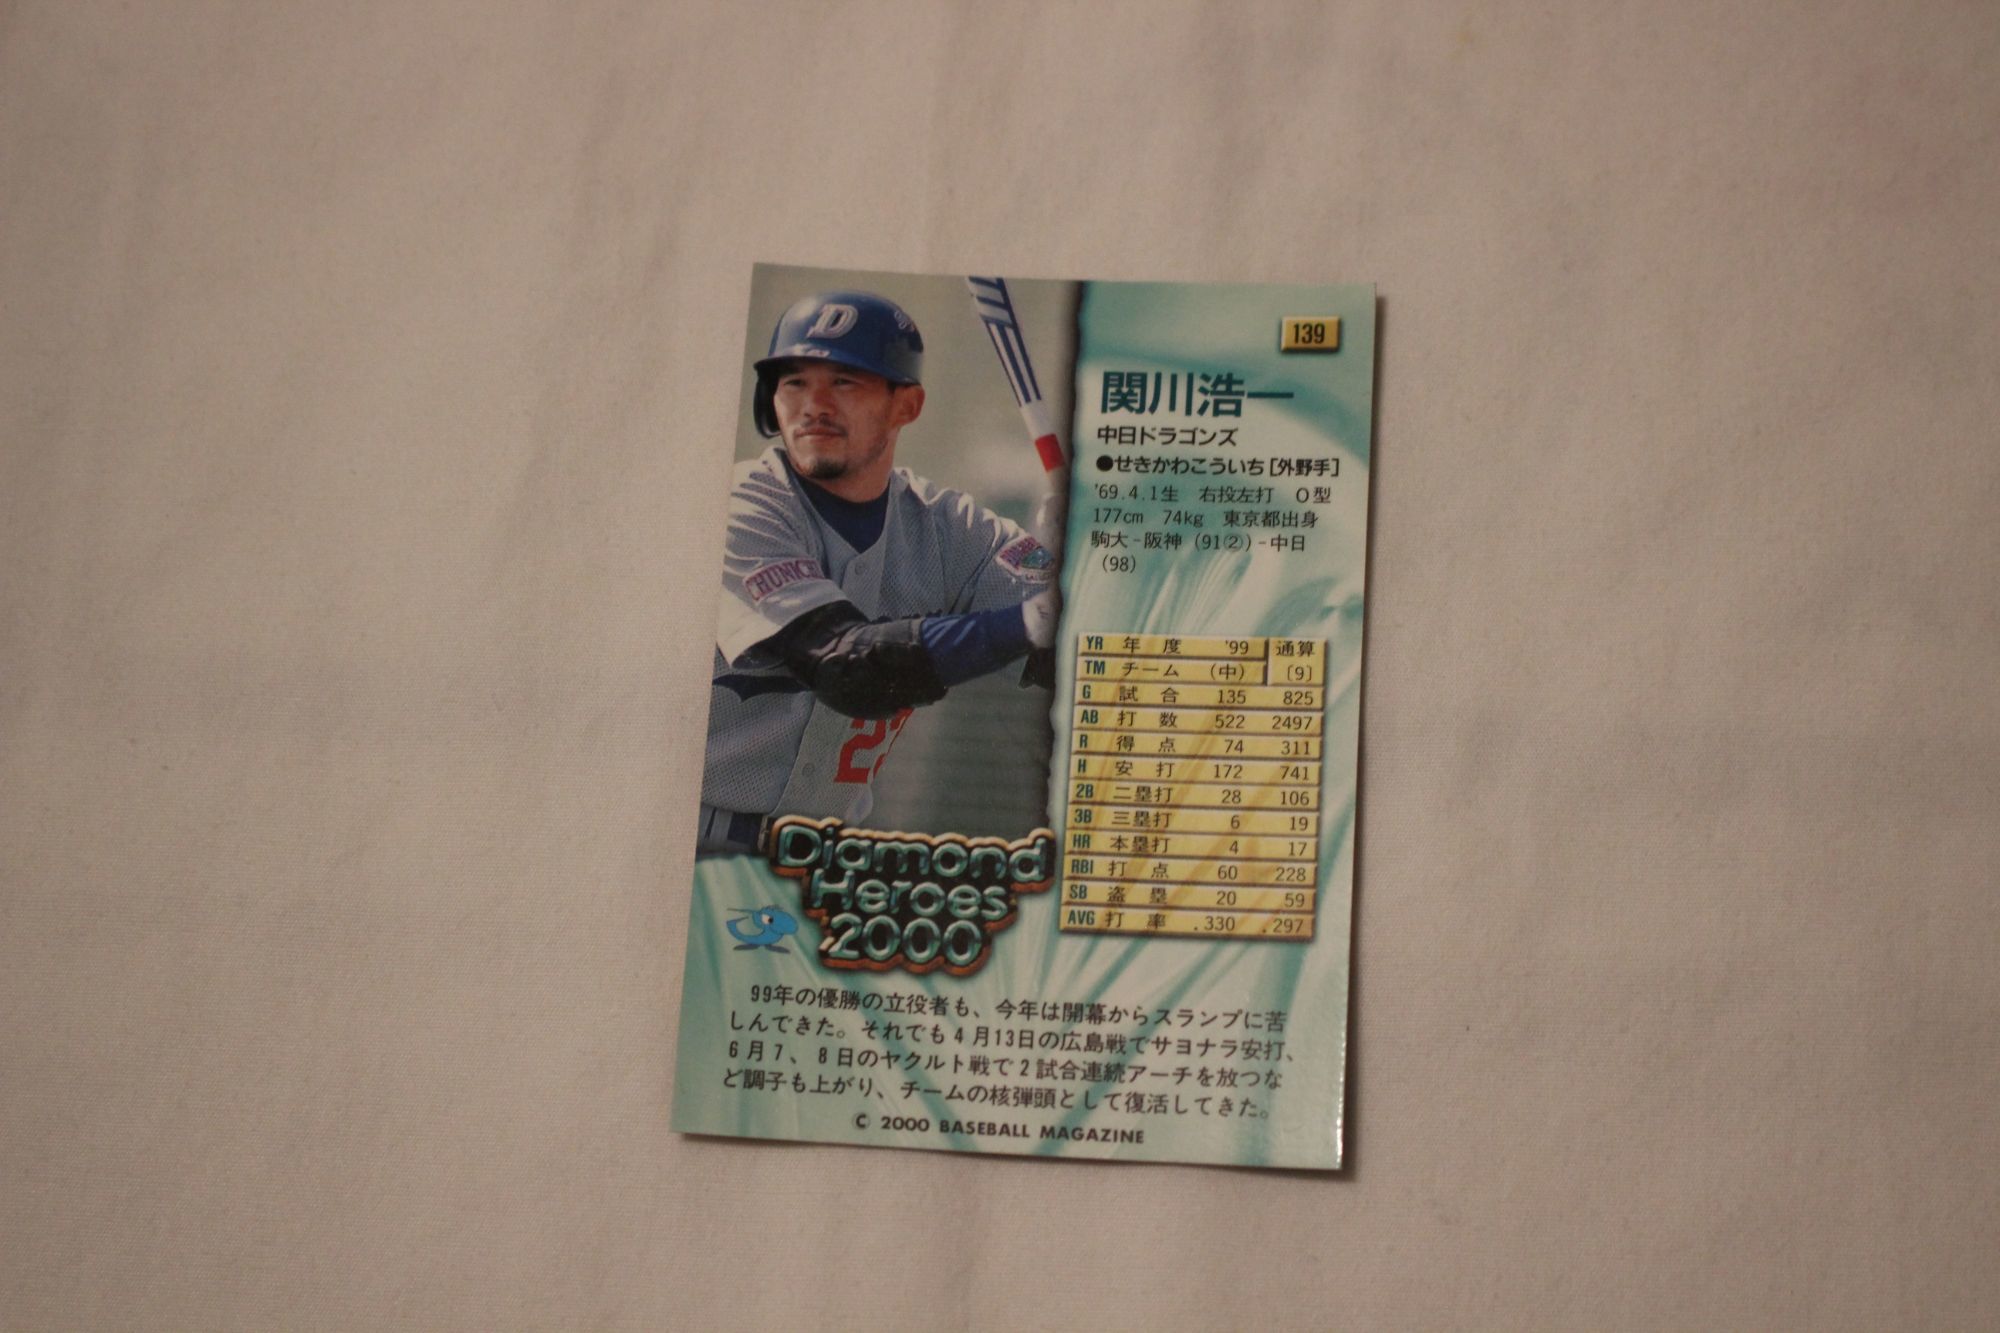 139
関川浩一
中日ドラゴンズ
●せきかわこういち[外野手]
'69.4.1生 右投左打 O型
177cm 74kg 東京都出身
駒大-阪神(91②)-中日
(98)
D
CHUNICHI
YR 年度 '99 通算
TM チーム (中) [9]
G 試合 135 825
AB 打数 522 2497
R 得点 74 311
H 安打 172 741
2B 二塁打 28 106
3B 三塁打 6 19
HR 本塁打 4 17
RBI 打点 60 228
SB 盗塁 20 59
AVG 打率 .330 .297
Diamond
Heroes
2000
99年の優勝の立役者も、今年は開幕からスランプに苦
しんできた。それでも4月13日の広島戦でサヨナラ安打、
6月7、8日のヤクルト戦で2試合連続アーチを放つな
ど調子も上がり、チームの核弾頭として復活してきた。
© 2000 BASEBALL MAGAZINE